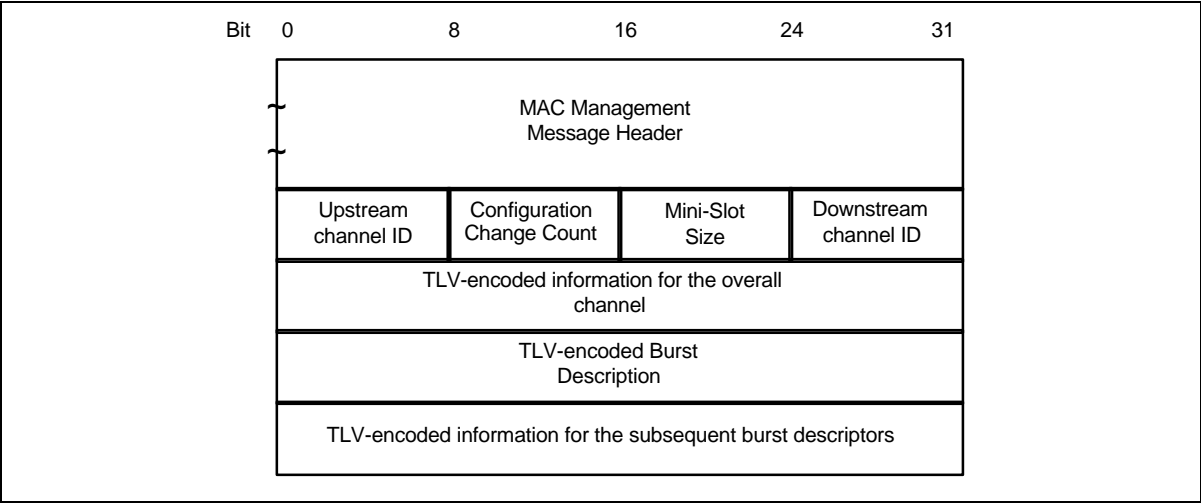 Bit 0 8 16 24 31
MAC Management
Message Header
Upstream
channel ID
Configuration
Change Count
Mini-Slot
Size
Downstream
channel ID
TLV-encoded information for the overall
channel
TLV-encoded Burst
Description
TLV-encoded information for the subsequent burst descriptors